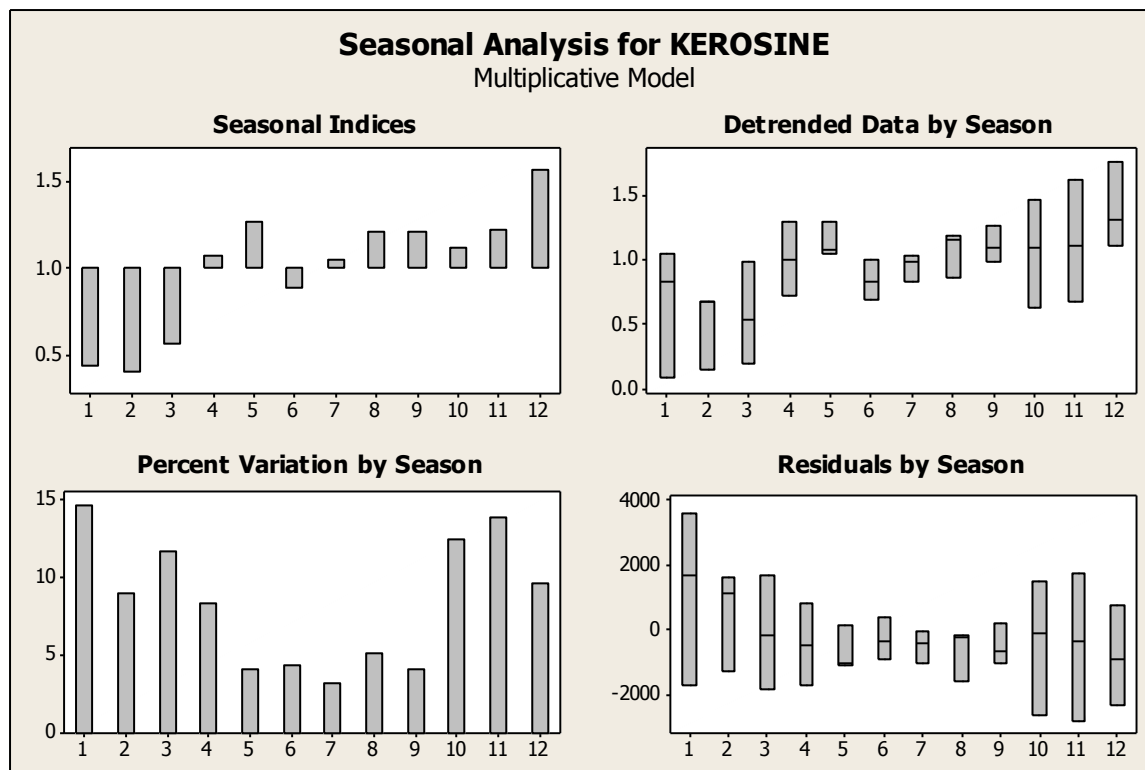 Seasonal Analysis for KEROSINE
Multiplicative Model
Seasonal Indices
1.5
1.0
0.5
1 2 3 4 5 6 7 8 9 10 11 12
Detrended Data by Season
1.5
1.0
0.5
0.0
1 2 3 4 5 6 7 8 9 10 11 12
Percent Variation by Season
15
10
5
0
1 2 3 4 5 6 7 8 9 10 11 12
Residuals by Season
4000
2000
0
-2000
1 2 3 4 5 6 7 8 9 10 11 12